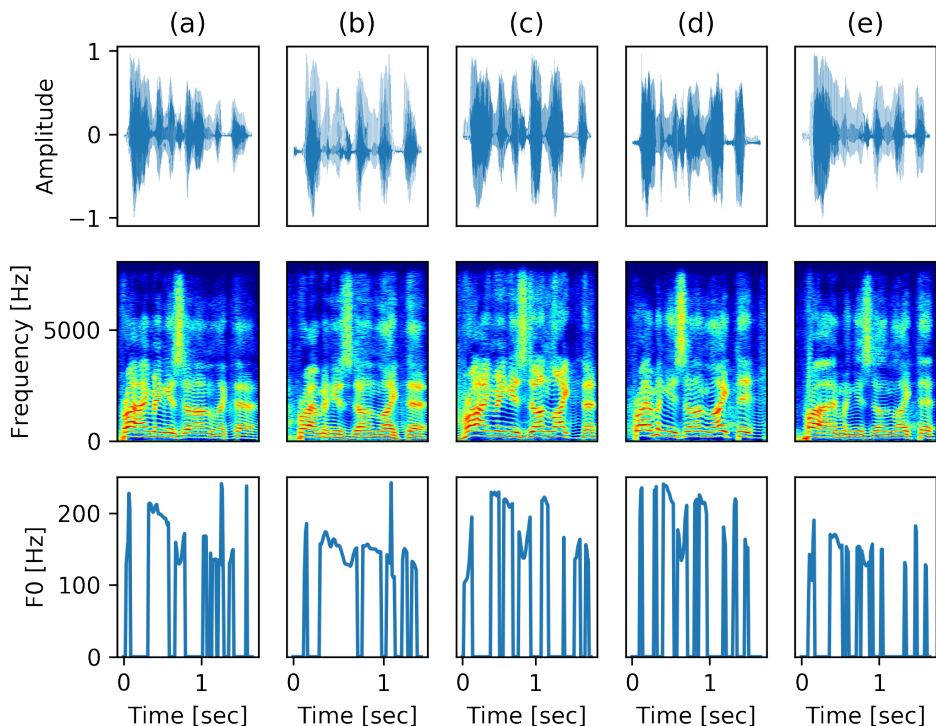 (a) (b) (c) (d) (e)
Amplitude
1
0
−1
Frequency [Hz]
5000
0
F0 [Hz]
200
100
0
0 1 0 1 0 1 0 1 0 1
Time [sec] Time [sec] Time [sec] Time [sec] Time [sec]